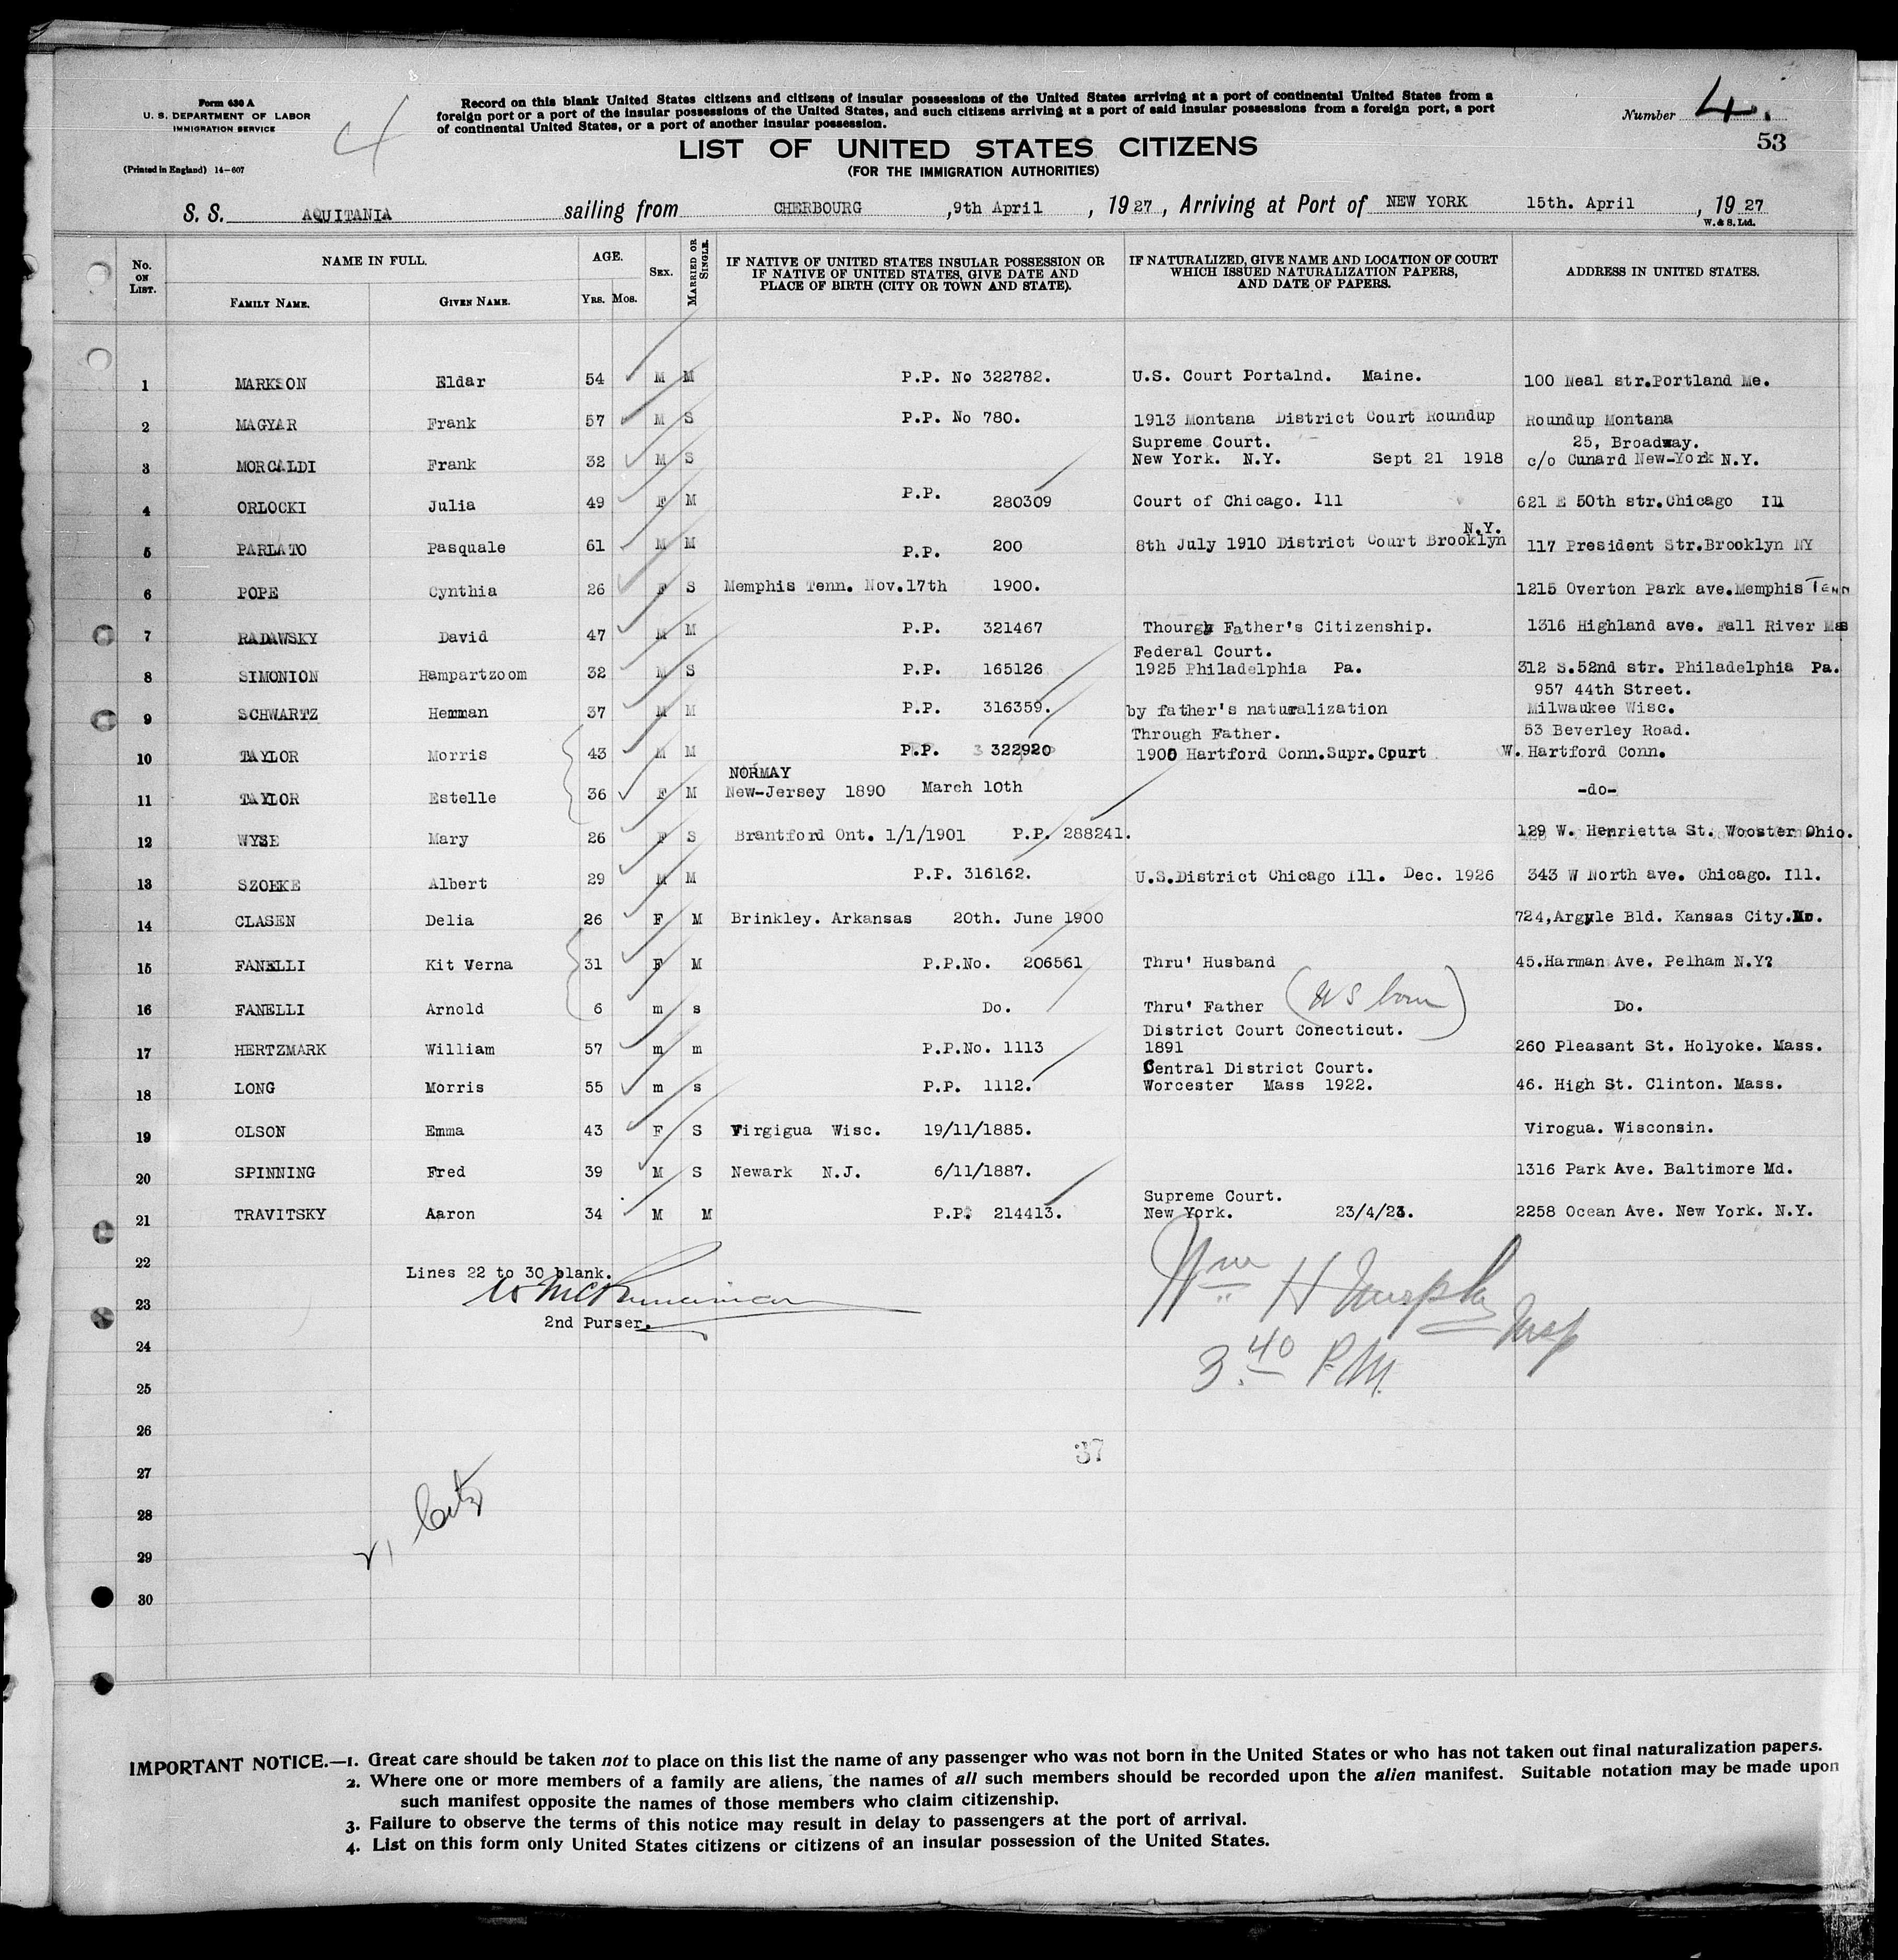 Form 630 A
U. S. DEPARTMENT OF LABOR
IMMIGRATION SERVICE
(Printed in England) 14-607
4
Record on this blank United States citizens and citizens of insular possessions of the United States arriving at a port of continental United States from a
foreign port or a port of the insular possessions of the United States, and such citizens arriving at a port of said insular possessions from a foreign port, a port
of continental United States, or a port of another insular possession.
Number 4.
53
LIST OF UNITED STATES CITIZENS
(FOR THE IMMIGRATION AUTHORITIES)
S. S. AQUITANIA sailing from CHERBOURG ,9th April , 1927, Arriving at Port of NEW YORK 15th. April , 1927
W. & S. Ltd.
No. ON LIST. NAME IN FULL. FAMILY NAME. GIVEN NAME. AGE. YRS. MOS. SEX. MARRIED OR SINGLE. IF NATIVE OF UNITED STATES INSULAR POSSESSION OR IF NATIVE OF UNITED STATES, GIVE DATE AND PLACE OF BIRTH (CITY OR TOWN AND STATE). IF NATURALIZED, GIVE NAME AND LOCATION OF COURT WHICH ISSUED NATURALIZATION PAPERS, AND DATE OF PAPERS. ADDRESS IN UNITED STATES.
1 MARKSON Eldar 54 M M P.P. No 322782. U.S. Court Portalnd. Maine. 100 Neal str.Portland Me.
2 MAGYAR Frank 57 M S P.P. No 780. 1913 Montana District Court Roundup Roundup Montana
Supreme Court. 25, Broadway.
3 MORCALDI Frank 32 M S New York. N.Y. Sept 21 1918 c/o Cunard New-York N.Y.
4 ORLOCKI Julia 49 F M P.P. 280309 Court of Chicago. Ill 621 E 50th str.Chicago Ill
N.Y.
5 PARLATO Pasquale 61 M M P.P. 200 8th July 1910 District Court Brooklyn 117 President Str.Brooklyn NY
6 POPE Cynthia 26 F S Memphis Tenn. Nov.17th 1900. 1215 Overton Park ave.Memphis Tenn
7 RADAWSKY David 47 M M P.P. 321467 Thourgh Father's Citizenship. 1316 Highland ave. Fall River Mas
Federal Court.
8 SIMONION Hampartzoom 32 M S P.P. 165126 1925 Philadelphia Pa. 312 S.52nd str. Philadelphia Pa.
957 44th Street.
9 SCHWARTZ Hemman 37 M M P.P. 316359. by father's naturalization Milwaukee Wisc.
Through Father. 53 Beverley Road.
10 TAYLOR Morris 43 M M P.P. 322920 1900 Hartford Conn.Supr.Cpurt W. Hartford Conn.
NORMAY
11 TAYLOR Estelle 36 F M New-Jersey 1890 March 10th -do-
12 WYSE Mary 26 F S Brantford Ont. 1/1/1901 P.P. 288241. 129 W. Henrietta St. Wooster Ohio.
13 SZOEKE Albert 29 M M P.P. 316162. U.S.District Chicago Ill. Dec. 1926 343 W North ave. Chicago. Ill.
14 CLASEN Delia 26 F M Brinkley. Arkansas 20th. June 1900 724,Argyle Bld. Kansas City.Mo.
15 FANELLI Kit Verna 31 F M P.P.No. 206561 Thru' Husband 45.Harman Ave. Pelham N.Y?
16 FANELLI Arnold 6 m s Do. Thru' Father (US born) Do.
District Court Conecticut.
17 HERTZMARK William 57 m m P.P.No. 1113 1891 260 Pleasant St. Holyoke. Mass.
Central District Court.
18 LONG Morris 55 m s P.P. 1112. Worcester Mass 1922. 46. High St. Clinton. Mass.
19 OLSON Emma 43 F S Virgigua Wisc. 19/11/1885. Virogua. Wisconsin.
20 SPINNING Fred 39 M S Newark N.J. 6/11/1887. 1316 Park Ave. Baltimore Md.
Supreme Court.
21 TRAVITSKY Aaron 34 M M P.P. 214413. New York. 23/4/23. 2258 Ocean Ave. New York. N.Y.
22
Lines 22 to 30 blank.
23
2nd Purser.
Wm H Murphy Insp
24
3.40 P.M.
25
26
37
27
28
21 Citz
29
30
IMPORTANT NOTICE.—1. Great care should be taken not to place on this list the name of any passenger who was not born in the United States or who has not taken out final naturalization papers.
2. Where one or more members of a family are aliens, the names of all such members should be recorded upon the alien manifest. Suitable notation may be made upon
such manifest opposite the names of those members who claim citizenship.
3. Failure to observe the terms of this notice may result in delay to passengers at the port of arrival.
4. List on this form only United States citizens or citizens of an insular possession of the United States.